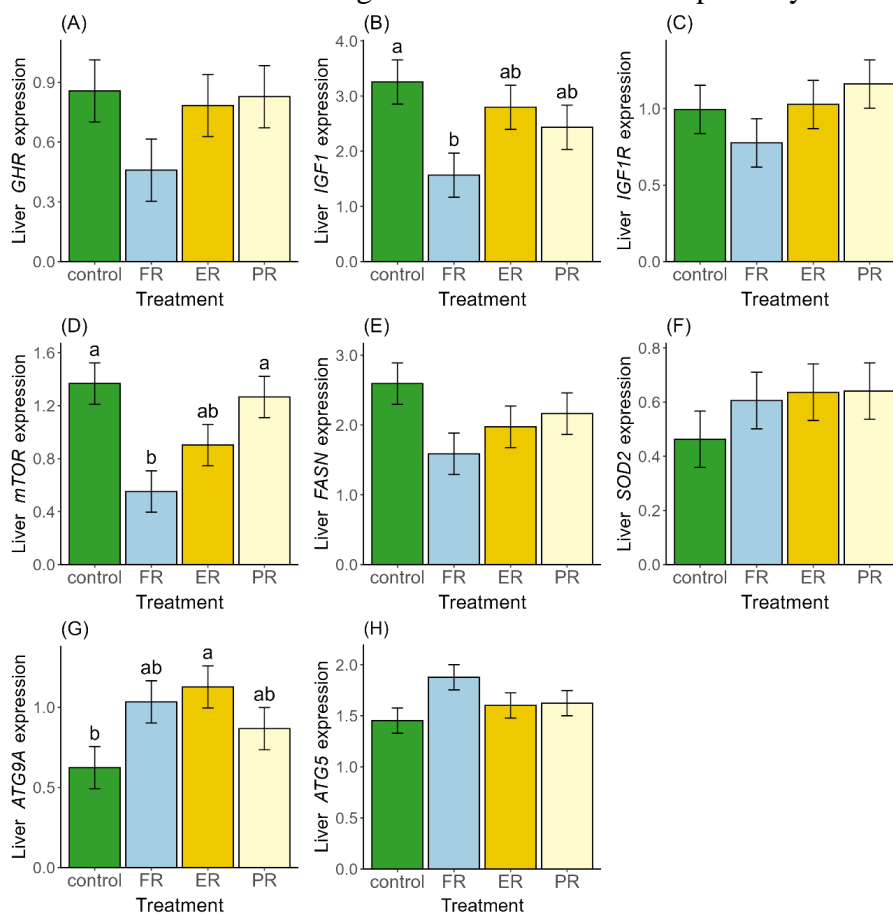 (A)
Liver GHR expression
0.9
0.6
0.3
0.0
control FR ER PR
Treatment
(B)
Liver IGF1 expression
4.0
3.0
2.0
1.0
0.0
a
b
ab
ab
control FR ER PR
Treatment
(C)
Liver IGF1R expression
1.0
0.5
0.0
control FR ER PR
Treatment
(D)
Liver mTOR expression
1.6
1.2
0.8
0.4
0.0
a
b
ab
a
control FR ER PR
Treatment
(E)
Liver FASN expression
3.0
2.0
1.0
0.0
control FR ER PR
Treatment
(F)
Liver SOD2 expression
0.8
0.6
0.4
0.2
0.0
control FR ER PR
Treatment
(G)
Liver ATG9A expression
1.0
0.5
0.0
b
ab
a
ab
control FR ER PR
Treatment
(H)
Liver ATG5 expression
2.0
1.5
1.0
0.5
0.0
control FR ER PR
Treatment